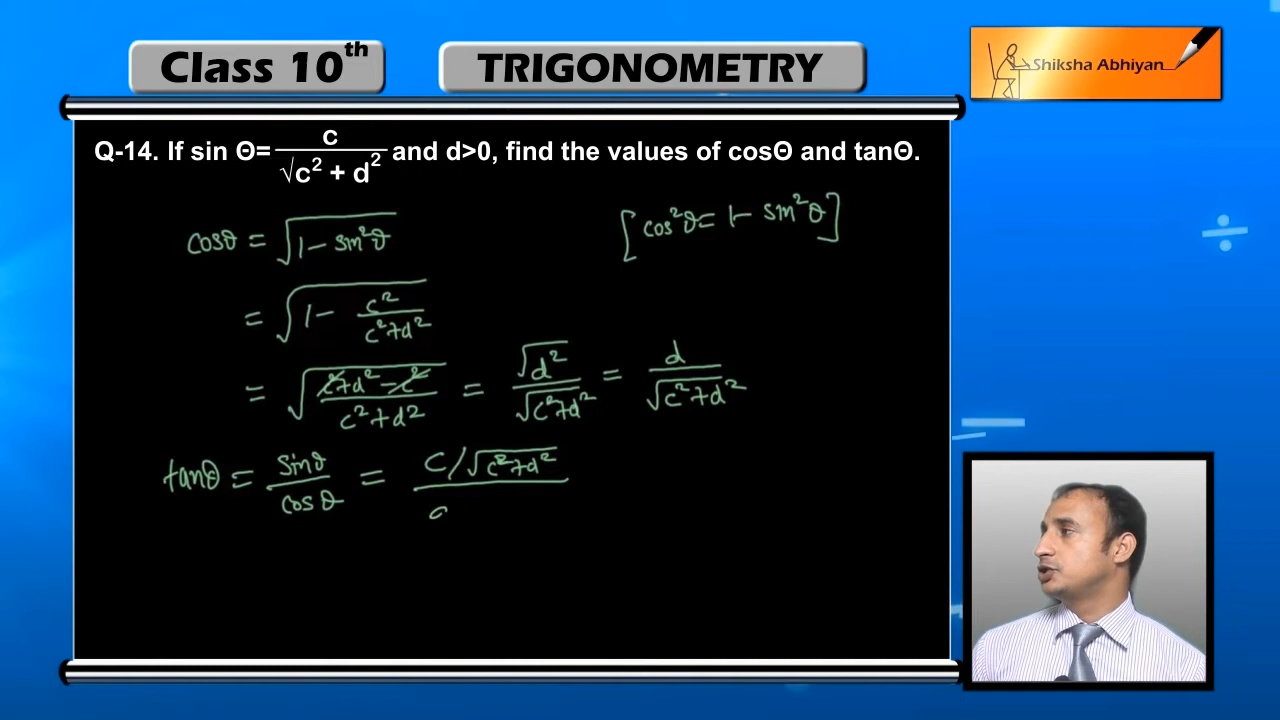 Class 10th
TRIGONOMETRY
Shiksha Abhiyan
Q-14. If sin Θ= c/√c² + d² and d>0, find the values of cosΘ and tanΘ.
cosθ = √1 - sin²θ [cos²θ = 1 - sin²θ]
= √1 - c²/c²+d²
= √c²+d²-c²/c²+d² = √d²/√c²+d² = d/√c²+d²
tanθ = sinθ/cosθ = c/√c²+d²